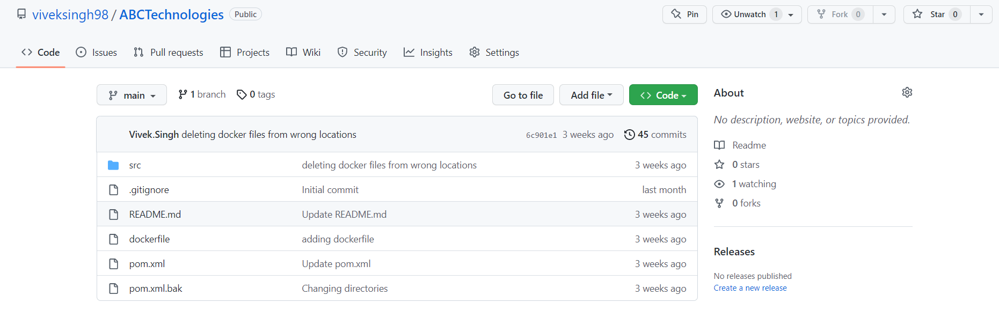 viveksingh98 / ABCTechnologies Public Pin Unwatch 1 Fork 0 Star 0
Code Issues Pull requests Projects Wiki Security Insights Settings
main 1 branch 0 tags Go to file Add file Code
Vivek.Singh deleting docker files from wrong locations 6c901e1 3 weeks ago 45 commits
src deleting docker files from wrong locations 3 weeks ago
.gitignore Initial commit last month
README.md Update README.md 3 weeks ago
dockerfile adding dockerfile 3 weeks ago
pom.xml Update pom.xml 3 weeks ago
pom.xml.bak Changing directories 3 weeks ago
About
No description, website, or topics provided.
Readme
0 stars
1 watching
0 forks
Releases
No releases published
Create a new release